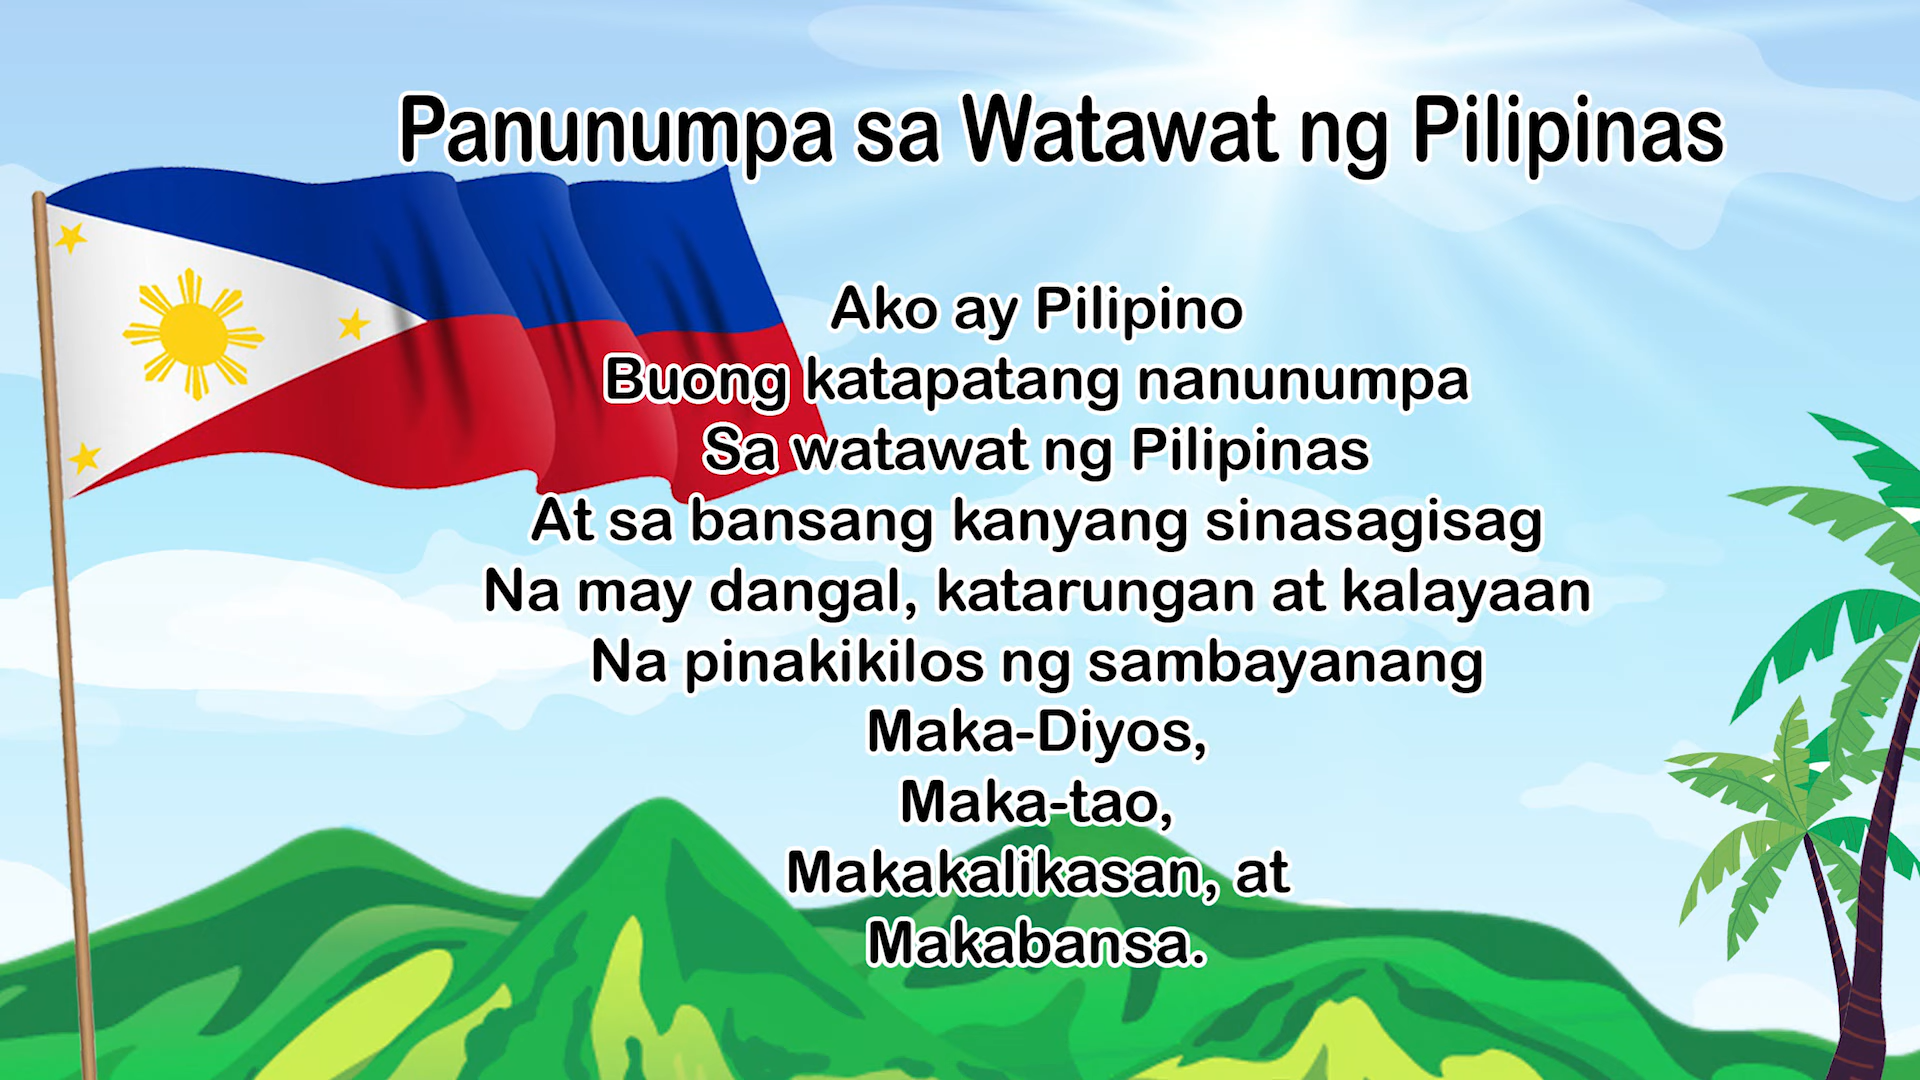 Panunumpa sa Watawat ng Pilipinas
Ako ay Pilipino
Buong katapatang nanunumpa
Sa watawat ng Pilipinas
At sa bansang kanyang sinasagisag
Na may dangal, katarungan at kalayaan
Na pinakikilos ng sambayanang
Maka-Diyos,
Maka-tao,
Makakalikasan, at
Makabansa.